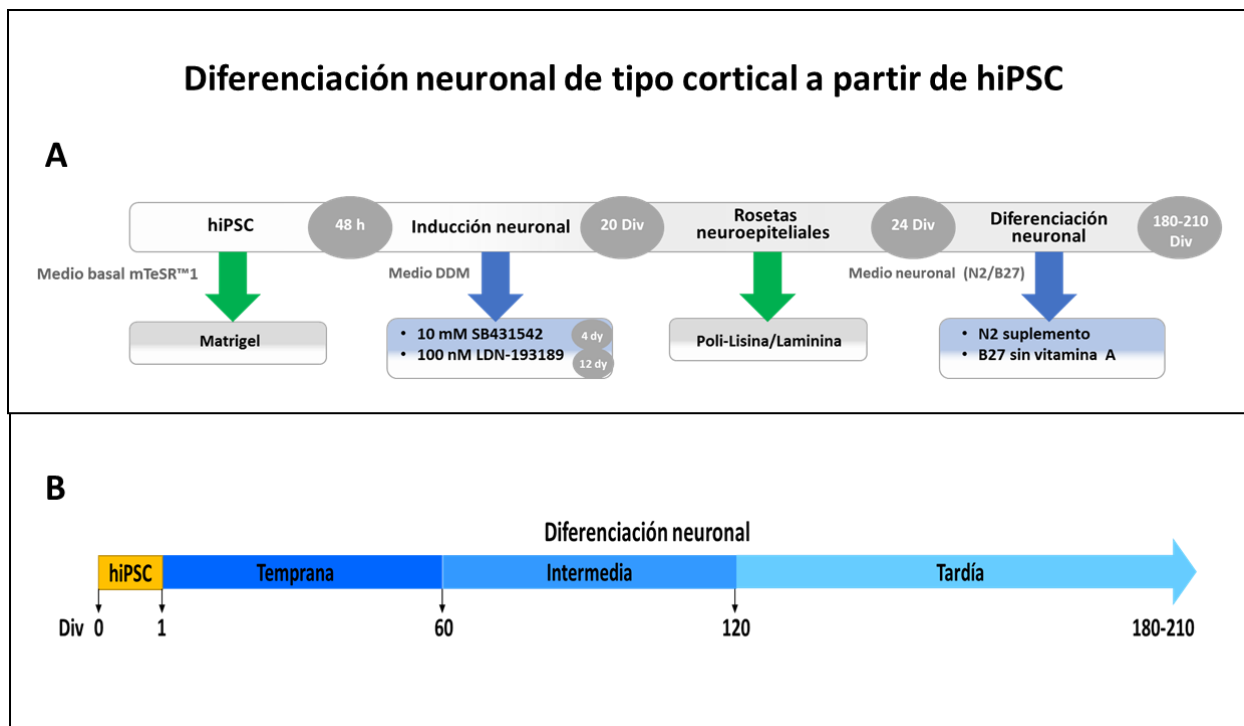 Diferenciación neuronal de tipo cortical a partir de hiPSC
A
hiPSC
48 h
Inducción neuronal
20 Div
Rosetas
neuroepiteliales
24 Div
Diferenciación
neuronal
180-210
Div
Medio basal mTeSR™1
Medio DDM
Medio neuronal (N2/B27)
Matrigel
• 10 mM SB431542
4 dy
• 100 nM LDN-193189
12 dy
Poli-Lisina/Laminina
• N2 suplemento
• B27 sin vitamina A
B
Diferenciación neuronal
hiPSC
Temprana
Intermedia
Tardía
Div 0 1 60 120 180-210